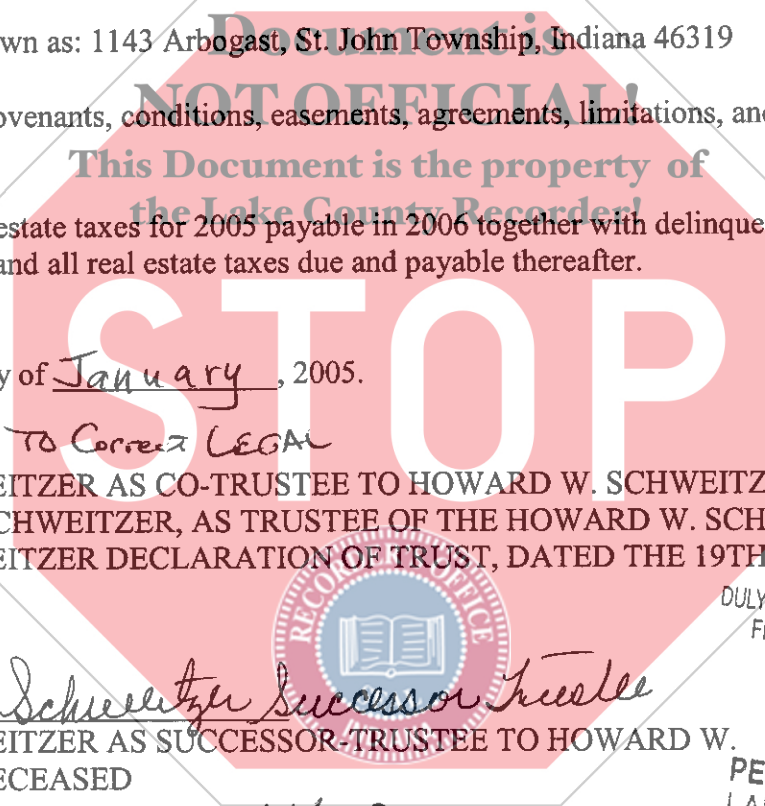 wn as: 1143 Arbogast, St. John Township, Indiana 46319
Document is
NOT OFFICIAL!
ovenants, conditions, easements, agreements, limitations, and
This Document is the property of
the Lake County Recorder!
estate taxes for 2005 payable in 2006 together with delinque
and all real estate taxes due and payable thereafter.
STOP
y of January, 2005.
To Correct LEGAL
EITZER AS CO-TRUSTEE TO HOWARD W. SCHWEITZ
CHWEITZER, AS TRUSTEE OF THE HOWARD W. SCH
EITZER DECLARATION OF TRUST, DATED THE 19TH
RECORDER OFFICE
DULY
Schweitzer Successor Trustee
EITZER AS SUCCESSOR-TRUSTEE TO HOWARD W.
ECEASED
PE